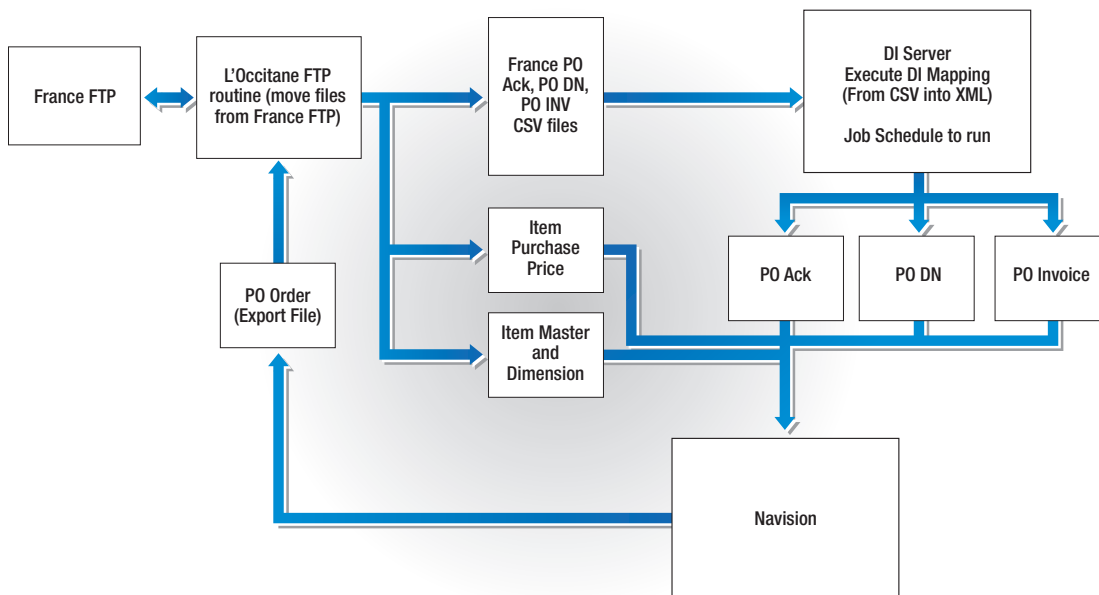 France FTP
L’Occitane FTP
routine (move files
from France FTP)
France PO
Ack, PO DN,
PO INV
CSV files
DI Server
Execute DI Mapping
(From CSV into XML)
Job Schedule to run
Item
Purchase
Price
PO Ack
PO DN
PO Invoice
PO Order
(Export File)
Item Master
and
Dimension
Navision